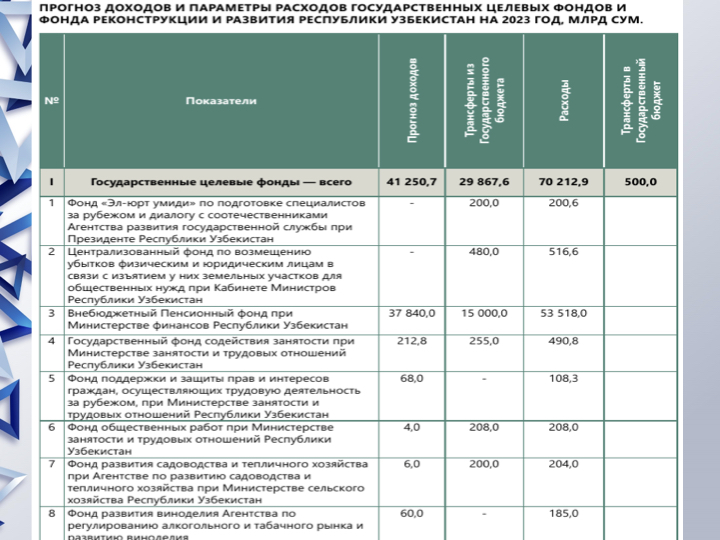 ПРОГНОЗ ДОХОДОВ И ПАРАМЕТРЫ РАСХОДОВ ГОСУДАРСТВЕННЫХ ЦЕЛЕВЫХ ФОНДОВ И
ФОНДА РЕКОНСТРУКЦИИ И РАЗВИТИЯ РЕСПУБЛИКИ УЗБЕКИСТАН НА 2023 ГОД, МЛРД СУМ.
№ Показатели Прогноз доходов Трансферты из Государственного бюджета Расходы Трансферты в Государственный бюджет
I Государственные целевые фонды — всего 41 250,7 29 867,6 70 212,9 500,0
1 Фонд «Эл-юрт умиди» по подготовке специалистов - 200,0 200,6
за рубежом и диалогу с соотечественниками
Агентства развития государственной службы при
Президенте Республики Узбекистан
2 Централизованный фонд по возмещению - 480,0 516,6
убытков физическим и юридическим лицам в
связи с изъятием у них земельных участков для
общественных нужд при Кабинете Министров
Республики Узбекистан
3 Внебюджетный Пенсионный фонд при 37 840,0 15 000,0 53 518,0
Министерстве финансов Республики Узбекистан
4 Государственный фонд содействия занятости при 212,8 255,0 490,8
Министерстве занятости и трудовых отношений
Республики Узбекистан
5 Фонд поддержки и защиты прав и интересов 68,0 - 108,3
граждан, осуществляющих трудовую деятельность
за рубежом, при Министерстве занятости и
трудовых отношений Республики Узбекистан
6 Фонд общественных работ при Министерстве 4,0 208,0 208,0
занятости и трудовых отношений Республики
Узбекистан
7 Фонд развития садоводства и тепличного хозяйства 6,0 200,0 204,0
при Агентстве по развитию садоводства и
тепличного хозяйства при Министерстве сельского
хозяйства Республики Узбекистан
8 Фонд развития виноделия Агентства по 60,0 - 185,0
регулированию алкогольного и табачного рынка и
развитию виноделия